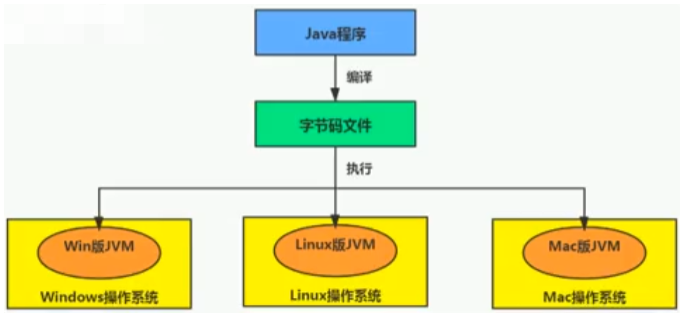 Java程序
编译
字节码文件
执行
Win版JVM
Linux版JVM
Mac版JVM
Windows操作系统
Linux操作系统
Mac操作系统